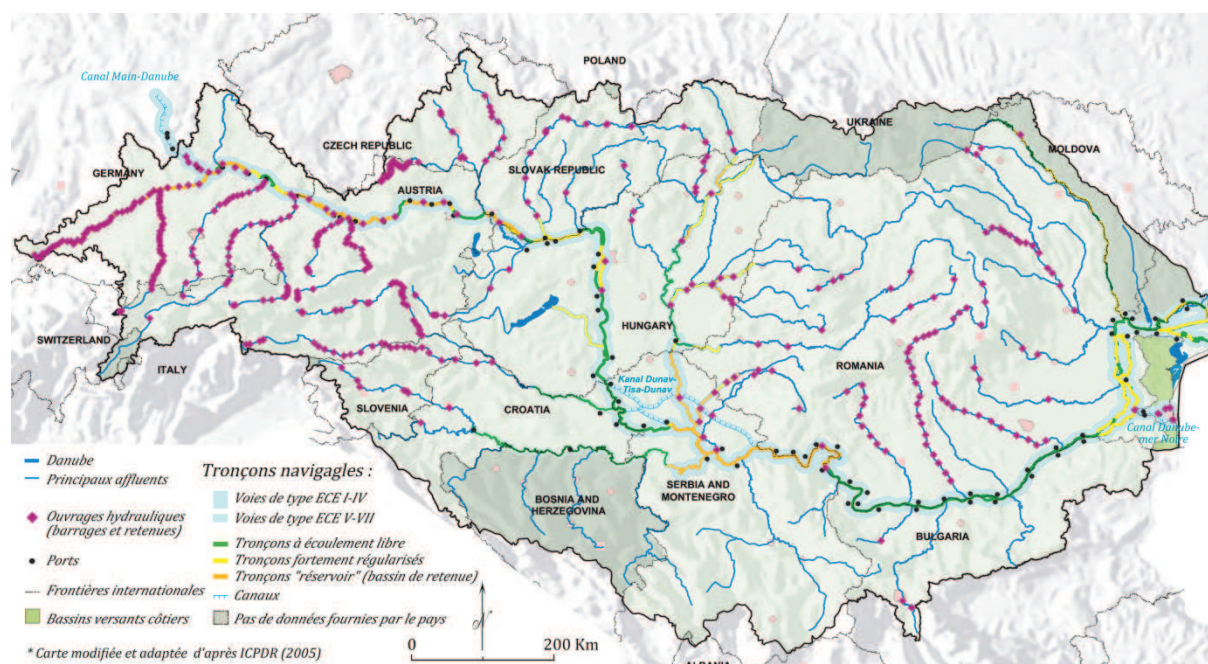 POLAND
Canal Main-Danube
UKRAINE
CZECH REPUBLIC
MOLDOVA
GERMANY
SLOVAK REPUBLIC
AUSTRIA
HUNGARY
SWITZERLAND
ITALY
ROMANIA
Kanal Dunav-
Tisa-Dunav
SLOVENIA
CROATIA
Canal Danube-
mer Noire
SERBIA AND
MONTENEGRO
BOSNIA AND
HERZEGOVINA
BULGARIA
Danube
Principaux affluents
Ouvrages hydrauliques
(barrages et retenues)
Ports
Frontières internationales
Bassins versants côtiers
* Carte modifiée et adaptée d'après ICPDR (2005)
Tronçons navigagles :
Voies de type ECE I-IV
Voies de type ECE V-VII
Tronçons à écoulement libre
Tronçons fortement régularisés
Tronçons "réservoir" (bassin de retenue)
Canaux
Pas de données fournies par le pays
N
0 200 Km
ALBANIA